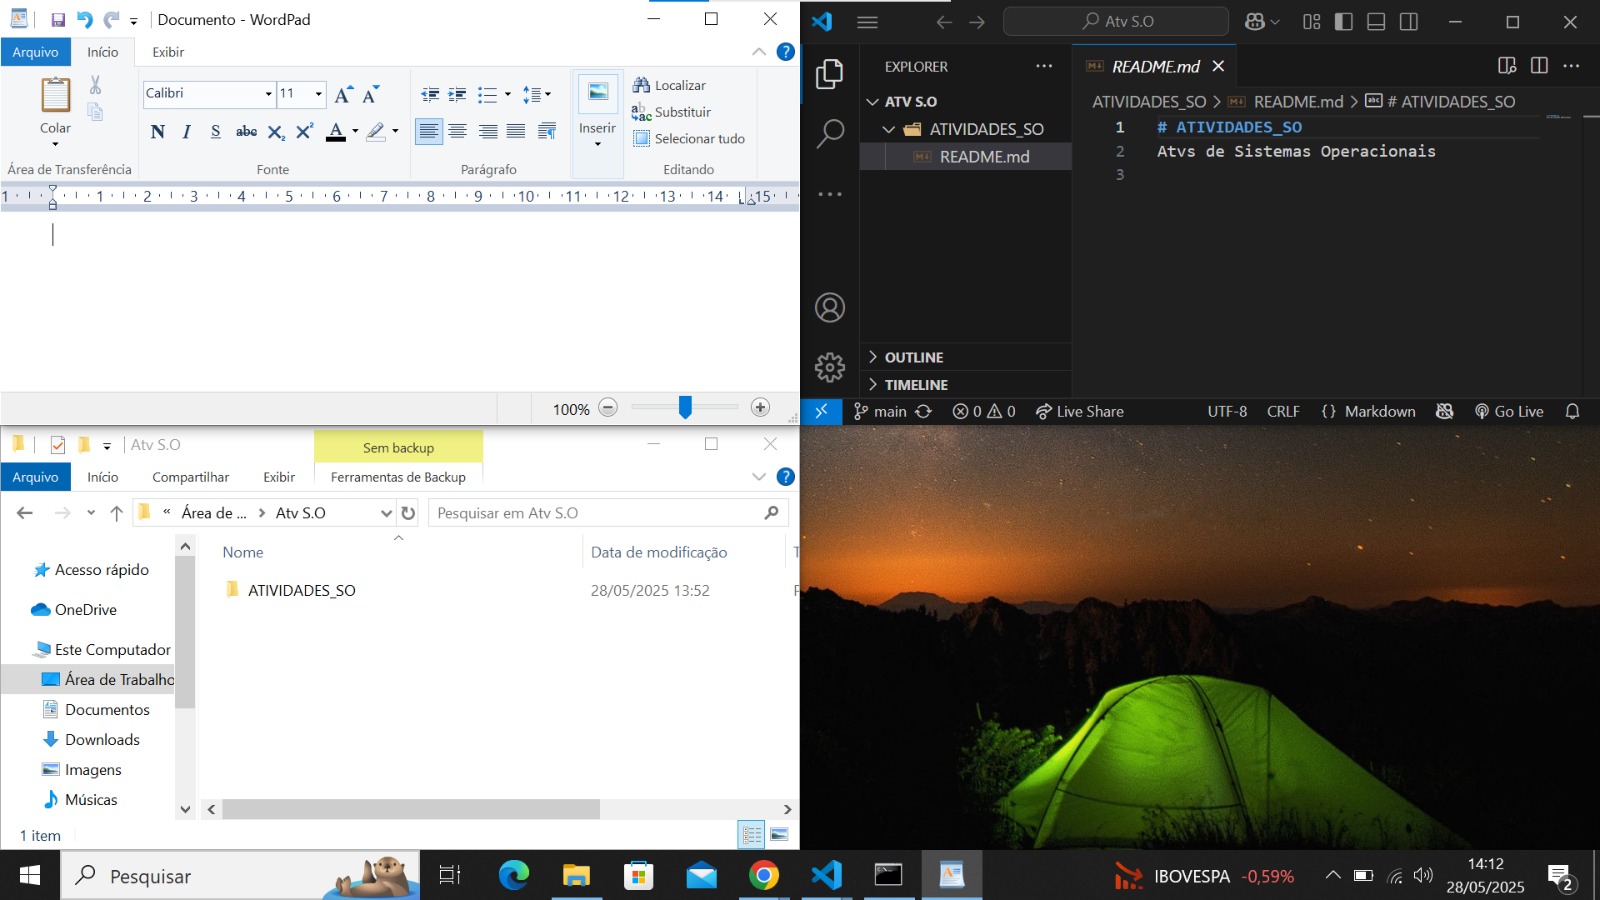 Documento - WordPad
Arquivo Início Exibir
Colar
Área de Transferência
Calibri 11
N I S abc X₂ X²
A
Fonte
Parágrafo
Inserir
Localizar
Substituir
Selecionar tudo
Editando
1 1 2 3 4 5 6 7 8 9 10 11 12 13 14 15
100%
Atv S.O
EXPLORER
ATV S.O
ATIVIDADES_SO
README.md
OUTLINE
TIMELINE
README.md
ATIVIDADES_SO > README.md > # ATIVIDADES_SO
1 # ATIVIDADES_SO
2 Atvs de Sistemas Operacionais
3
main 0 0 Live Share UTF-8 CRLF {} Markdown Go Live
Atv S.O
Sem backup
Arquivo Início Compartilhar Exibir Ferramentas de Backup
« Área de ... > Atv S.O
Pesquisar em Atv S.O
Nome Data de modificação T
ATIVIDADES_SO 28/05/2025 13:52
Acesso rápido
OneDrive
Este Computador
Área de Trabalho
Documentos
Downloads
Imagens
Músicas
1 item
Pesquisar
IBOVESPA -0,59%
14:12
28/05/2025
2